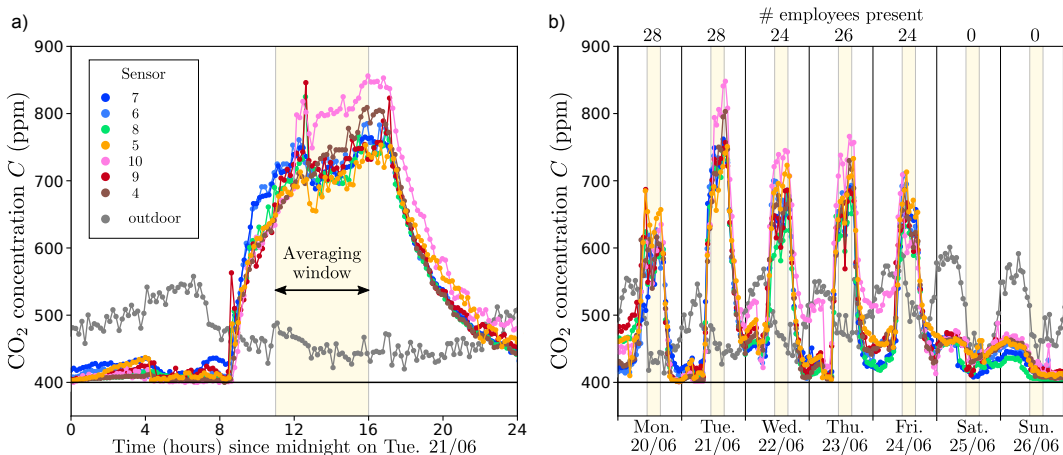 a)
900
800
700
600
500
400
CO₂ concentration C (ppm)
Sensor
7
6
8
5
10
9
4
outdoor
Averaging
window
0 4 8 12 16 20 24
Time (hours) since midnight on Tue. 21/06
b)
# employees present
28 28 24 26 24 0 0
900
800
700
600
500
400
CO₂ concentration C (ppm)
Mon. Tue. Wed. Thu. Fri. Sat. Sun.
20/06 21/06 22/06 23/06 24/06 25/06 26/06